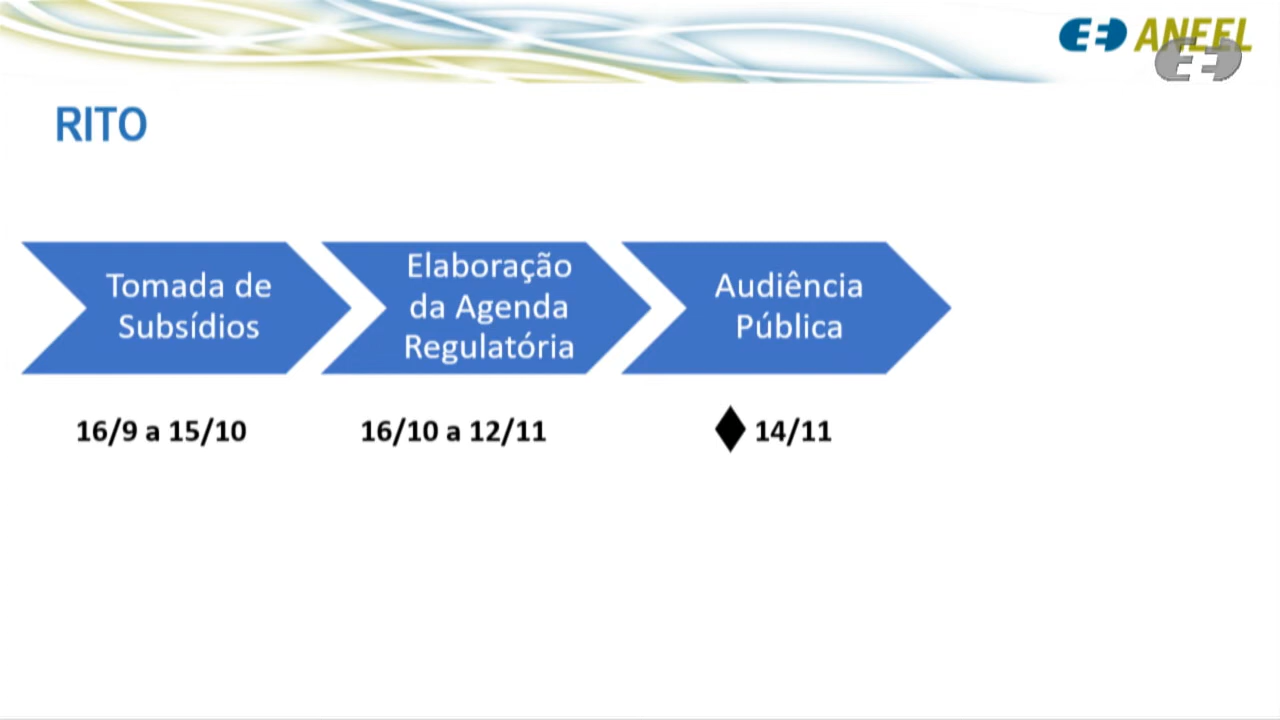 ANEEL
RITO
Tomada de
Subsídios
Elaboração
da Agenda
Regulatória
Audiência
Pública
16/9 a 15/10
16/10 a 12/11
14/11